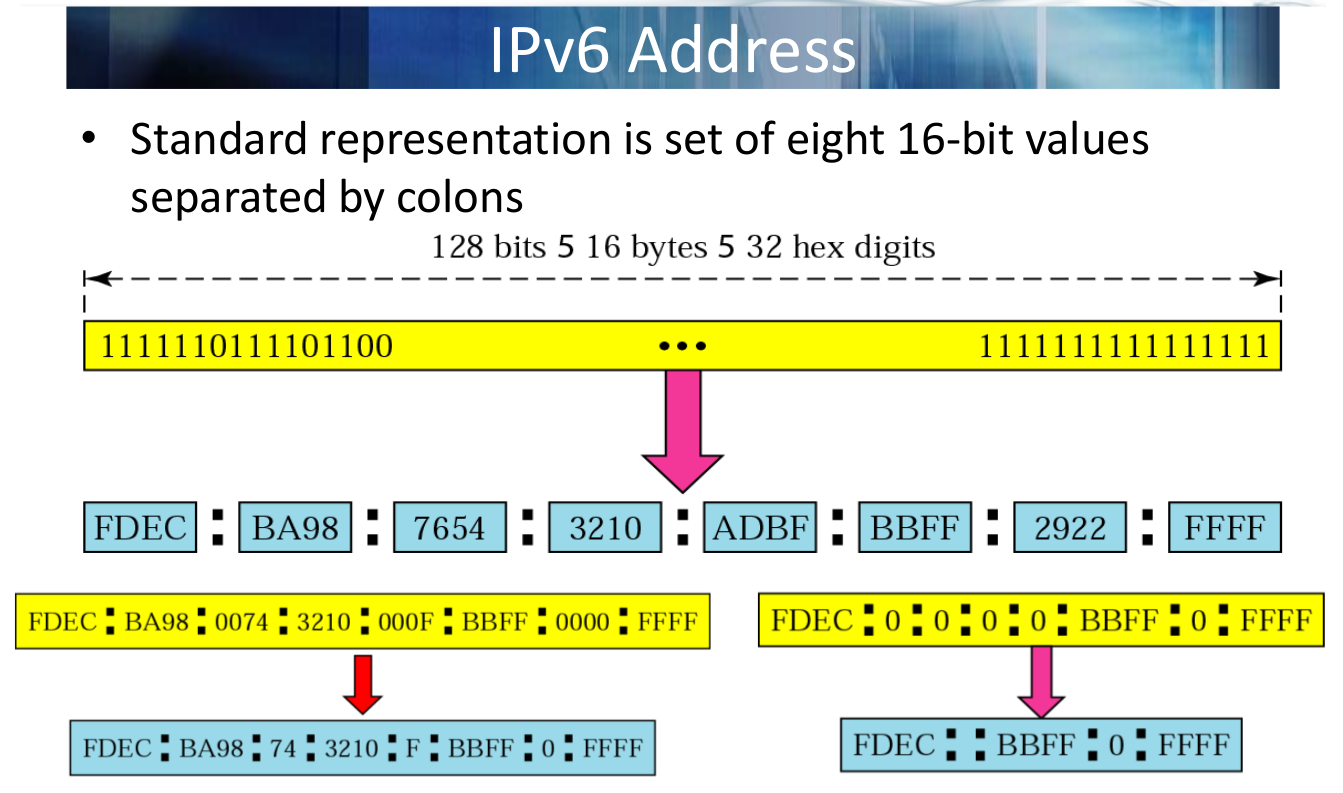 IPv6 Address
• Standard representation is set of eight 16-bit values
separated by colons
128 bits 5 16 bytes 5 32 hex digits
1111110111101100 ••• 1111111111111111
FDEC : BA98 : 7654 : 3210 : ADBF : BBFF : 2922 : FFFF
FDEC : BA98 : 0074 : 3210 : 000F : BBFF : 0000 : FFFF
FDEC : 0 : 0 : 0 : 0 : BBFF : 0 : FFFF
FDEC : BA98 : 74 : 3210 : F : BBFF : 0 : FFFF
FDEC : : BBFF : 0 : FFFF